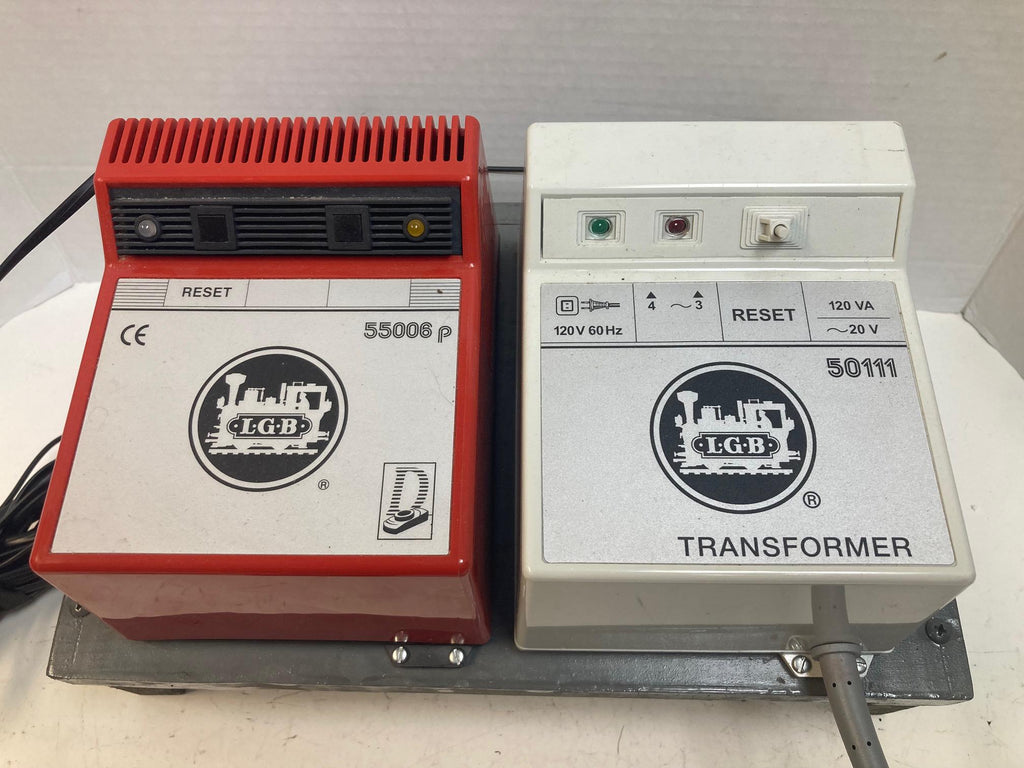 RESET
CE
55006 ρ
L·G·B
®
120V 60Hz
4 ~ 3
RESET
120 VA
~20 V
50111
L·G·B
®
TRANSFORMER